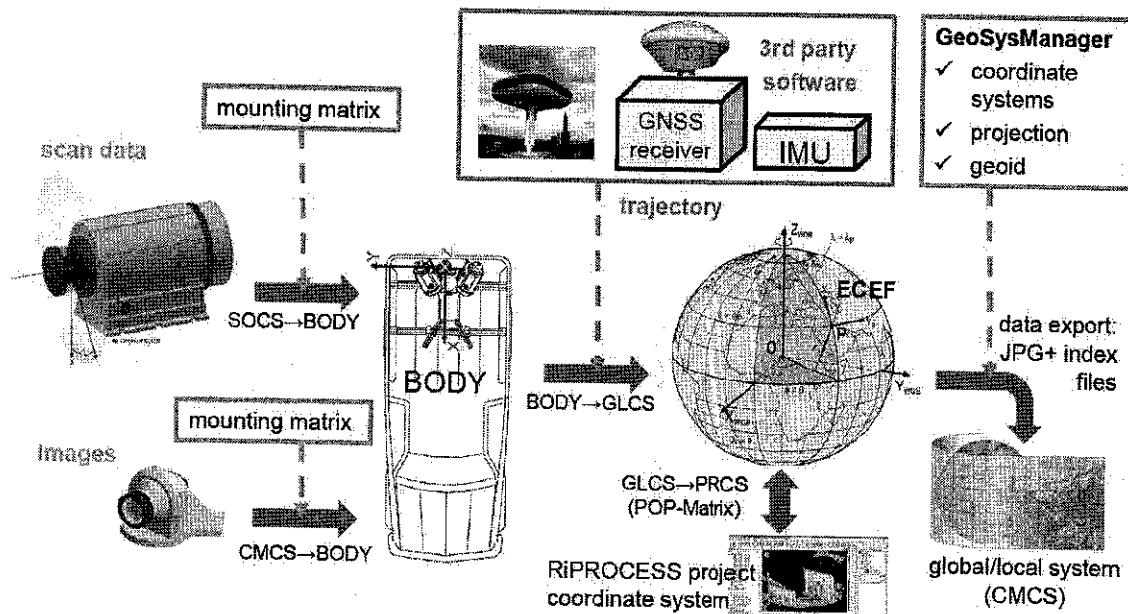 mounting matrix
scan data
SOCS→BODY
mounting matrix
Images
CMCS→BODY
Y
Z
X
BODY
3rd party
software
GNSS
receiver
IMU
trajectory
BODY→GLCS
ECEF
P
O
GLCS→PRCS
(POP-Matrix)
RiPROCESS project
coordinate system
GeoSysManager
✓ coordinate
systems
✓ projection
✓ geoid
data export:
JPG+ index
files
global/local system
(CMCS)